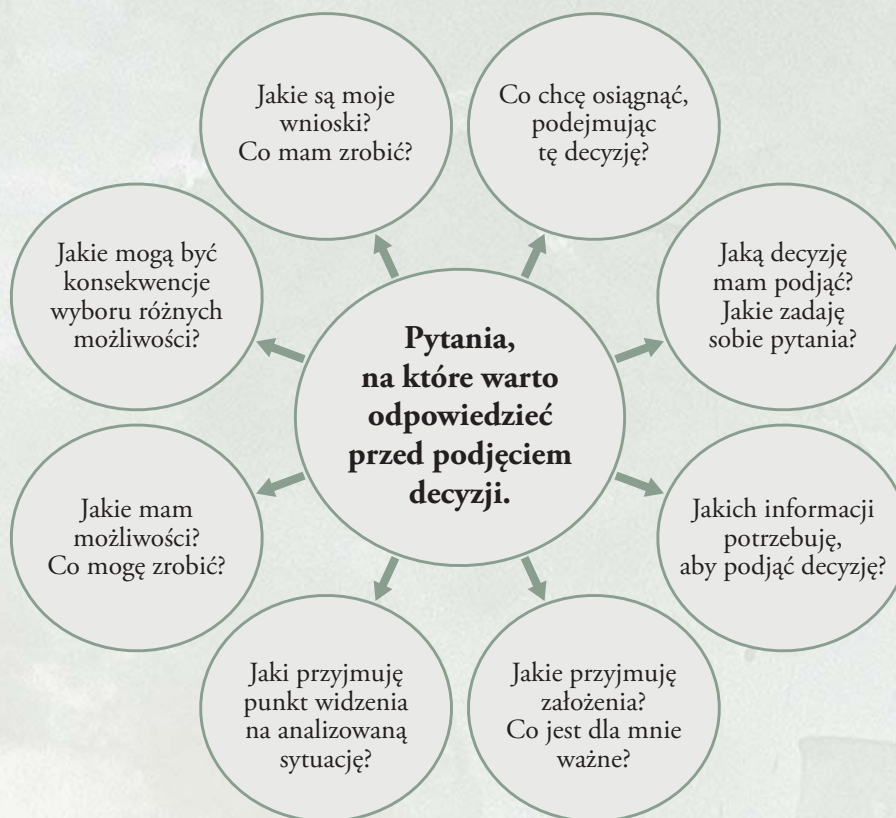 Pytania,
na które warto
odpowiedzieć
przed podjęciem
decyzji.
Co chcę osiągnąć,
podejmując
tę decyzję?
Jaką decyzję
mam podjąć?
Jakie zadaję
sobie pytania?
Jakich informacji
potrzebuję,
aby podjąć decyzję?
Jakie przyjmuję
założenia?
Co jest dla mnie
ważne?
Jaki przyjmuję
punkt widzenia
na analizowaną
sytuację?
Jakie mam
możliwości?
Co mogę zrobić?
Jakie mogą być
konsekwencje
wyboru różnych
możliwości?
Jakie są moje
wnioski?
Co mam zrobić?